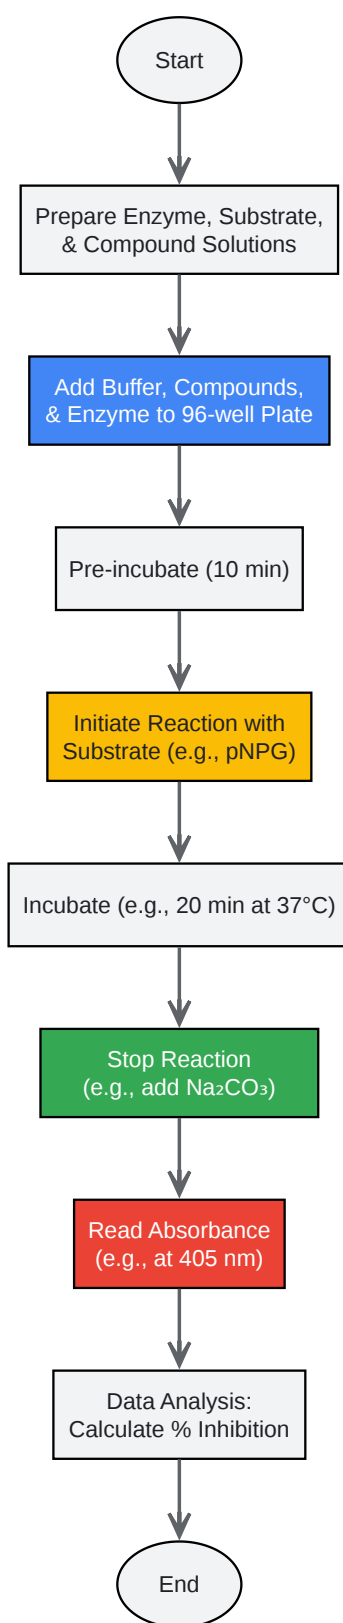 Start
Prepare Enzyme, Substrate,
& Compound Solutions
Add Buffer, Compounds,
& Enzyme to 96-well Plate
Pre-incubate (10 min)
Initiate Reaction with
Substrate (e.g., pNPG)
Incubate (e.g., 20 min at 37°C)
Stop Reaction
(e.g., add Na₂CO₃)
Read Absorbance
(e.g., at 405 nm)
Data Analysis:
Calculate % Inhibition
End